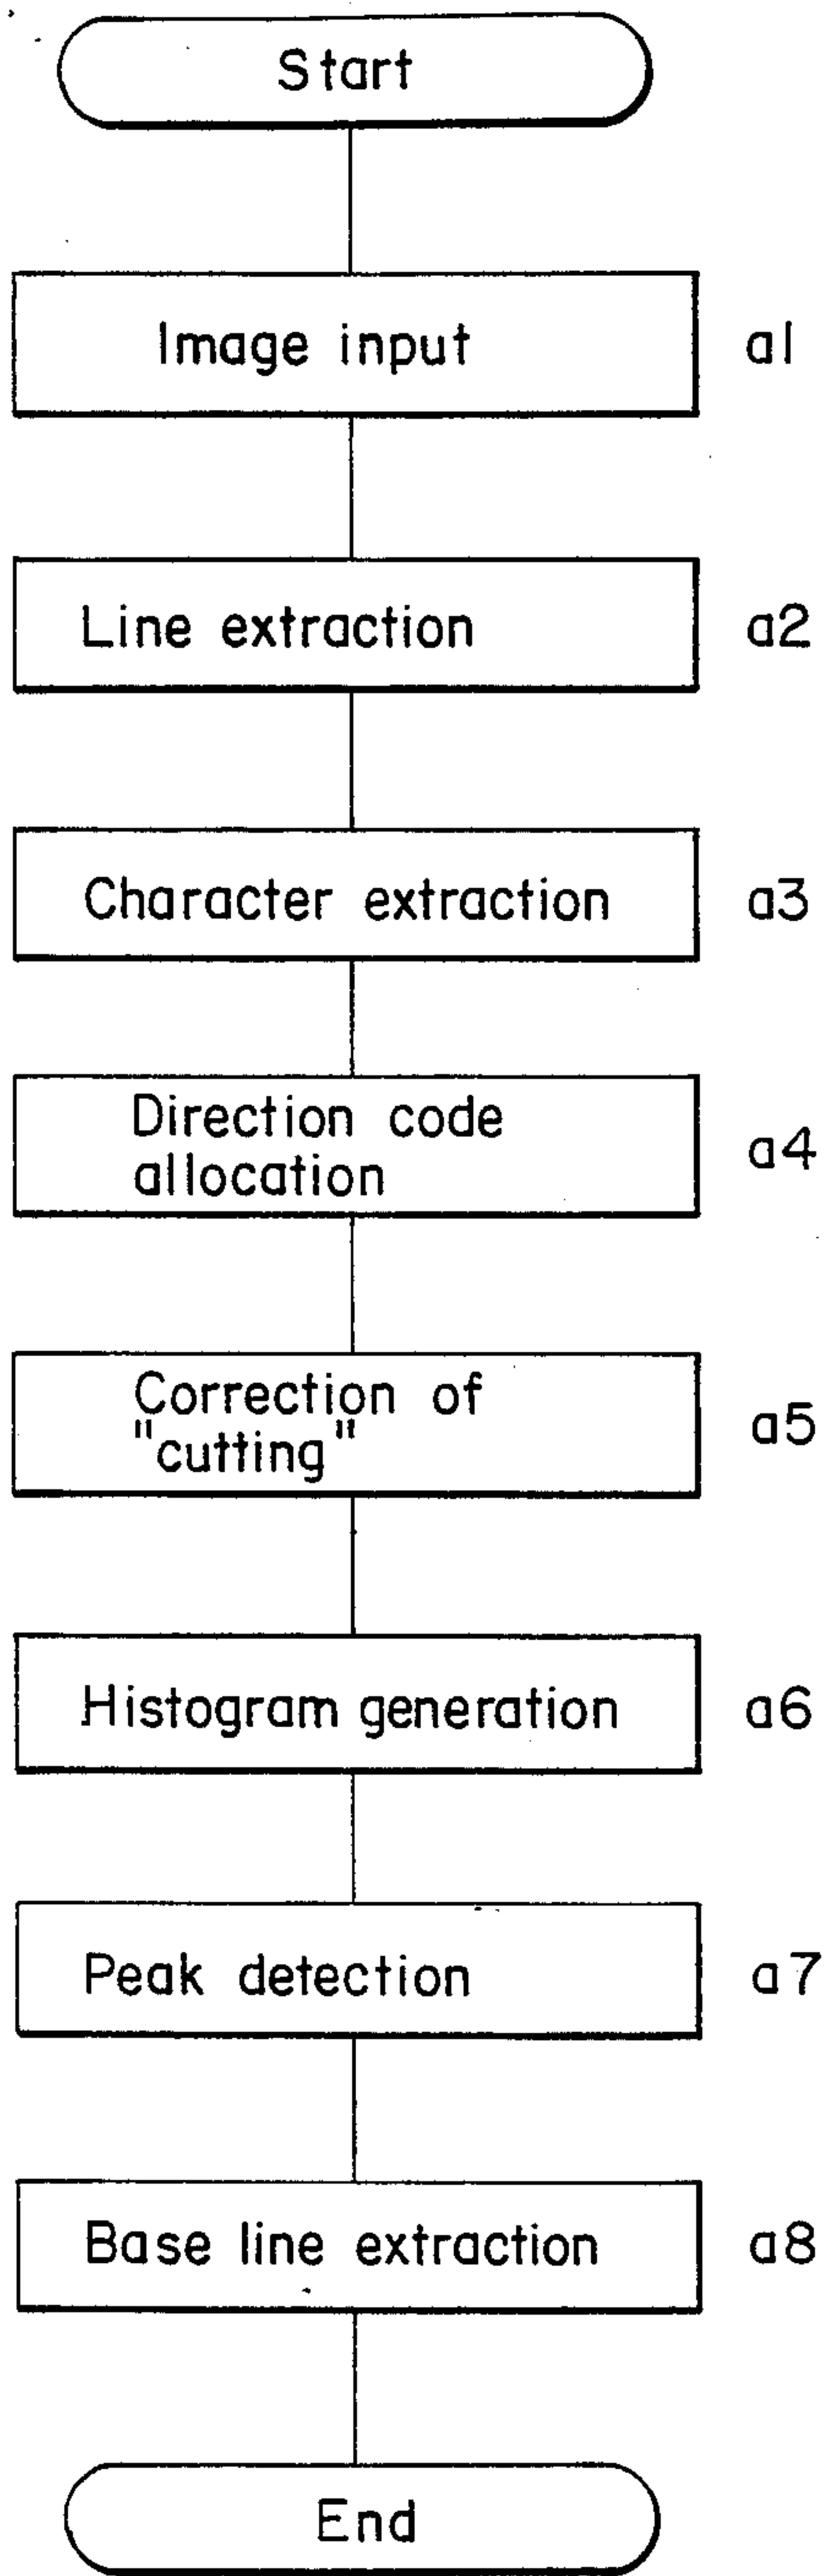 Start
Image input a1
Line extraction a2
Character extraction a3
Direction code
allocation a4
Correction of
"cutting" a5
Histogram generation a6
Peak detection a7
Base line extraction a8
End